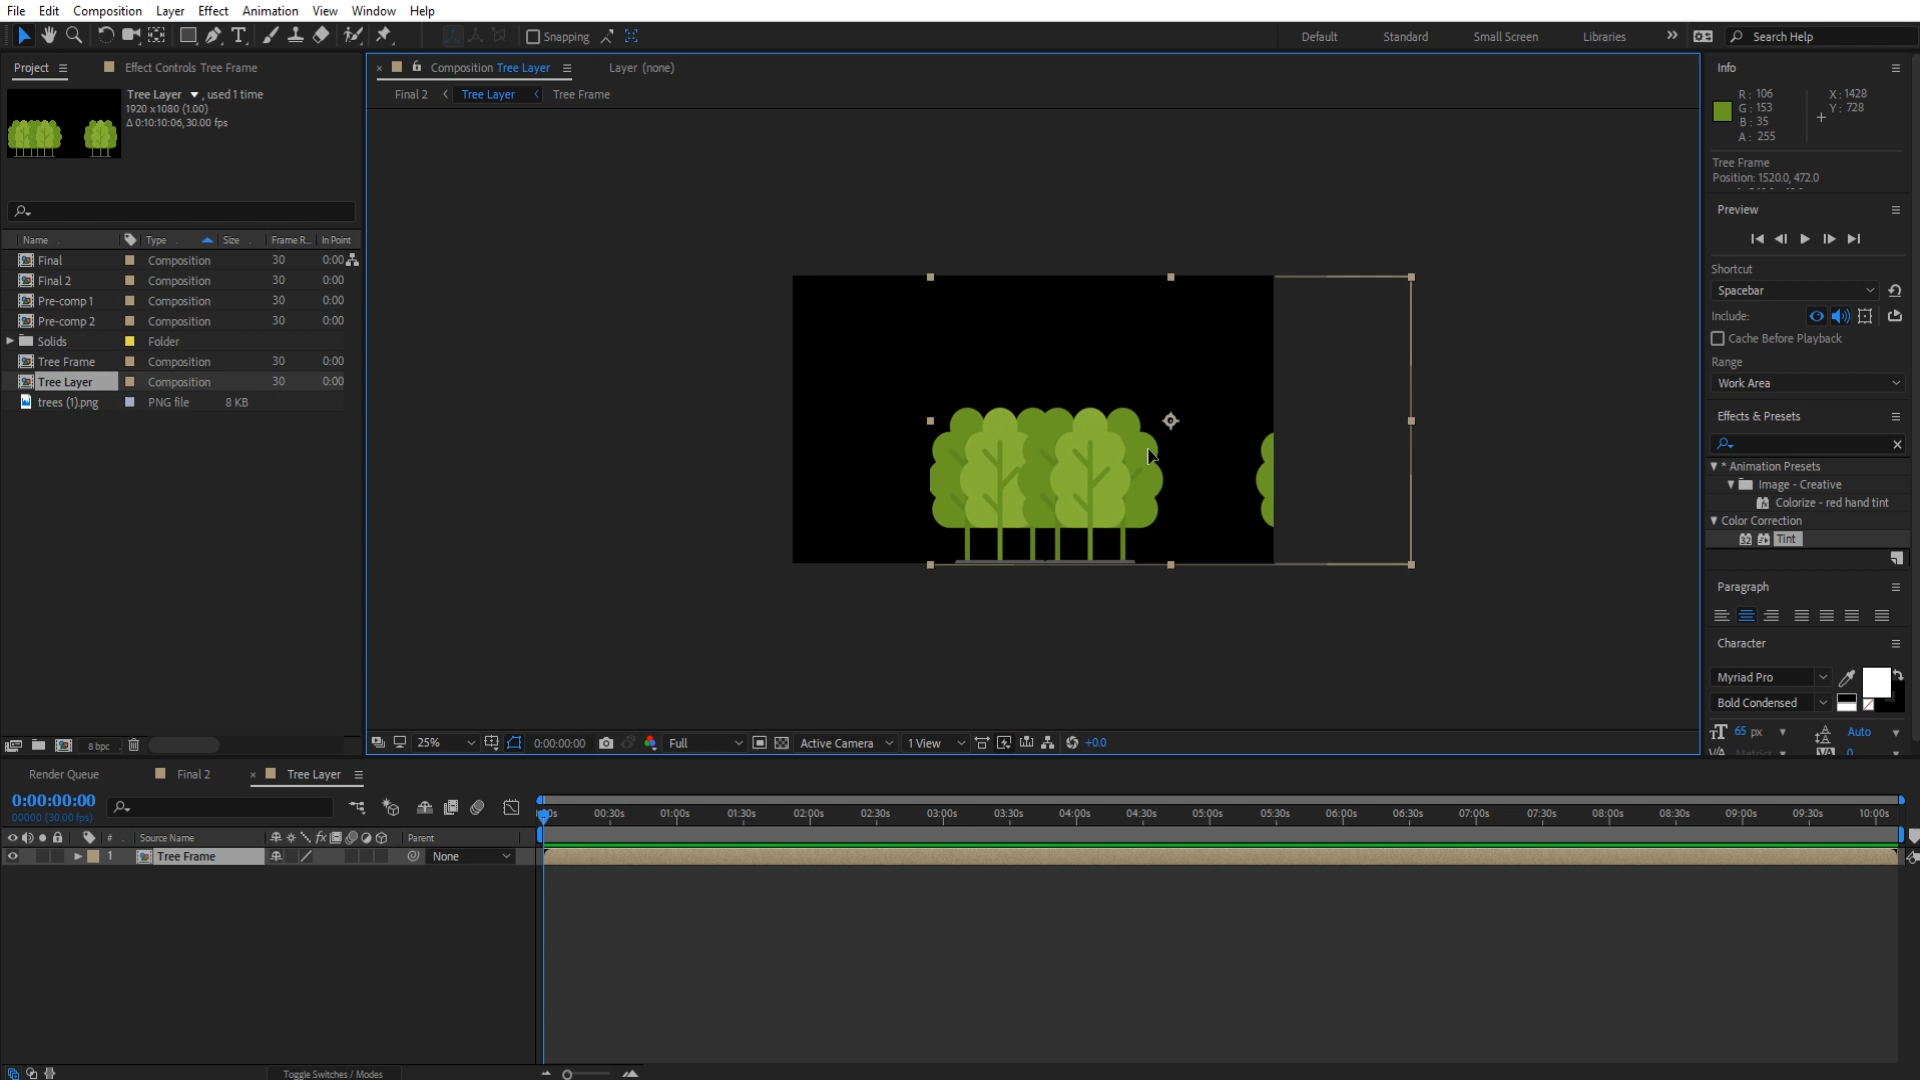 File Edit Composition Layer Effect Animation View Window Help
Snapping Default Standard Small Screen Libraries Search Help
Project Effect Controls Tree Frame
Tree Layer , used 1 time
1920 x 1080 (1.00)
Δ 0:10:10:06, 30.00 fps
Name Type Size Frame R... In Point
Final Composition 30 0:00
Final 2 Composition 30 0:00
Pre-comp 1 Composition 30 0:00
Pre-comp 2 Composition 30 0:00
Solids Folder
Tree Frame Composition 30 0:00
Tree Layer Composition 30 0:00
trees (1).png PNG file 8 KB
8 bpc
Composition Tree Layer Layer (none)
Final 2 Tree Layer Tree Frame
25% 0:00:00:00 Full Active Camera 1 View +0.0
Info
R: 106 X: 1428
G: 153 Y: 728
B: 35
A: 255
Tree Frame
Position: 1520.0, 472.0
Preview
Shortcut
Spacebar
Include:
Cache Before Playback
Range
Work Area
Effects & Presets
* Animation Presets
Image - Creative
Colorize - red hand tint
Color Correction
32 Tint
Paragraph
Character
Myriad Pro
Bold Condensed
65 px Auto
Metrics 0
Render Queue Final 2 Tree Layer
0:00:00:00
00000 (30.00 fps)
00:30s 01:00s 01:30s 02:00s 02:30s 03:00s 03:30s 04:00s 04:30s 05:00s 05:30s 06:00s 06:30s 07:00s 07:30s 08:00s 08:30s 09:00s 09:30s 10:00s
# Source Name fx Parent
1 Tree Frame None
Toggle Switches / Modes